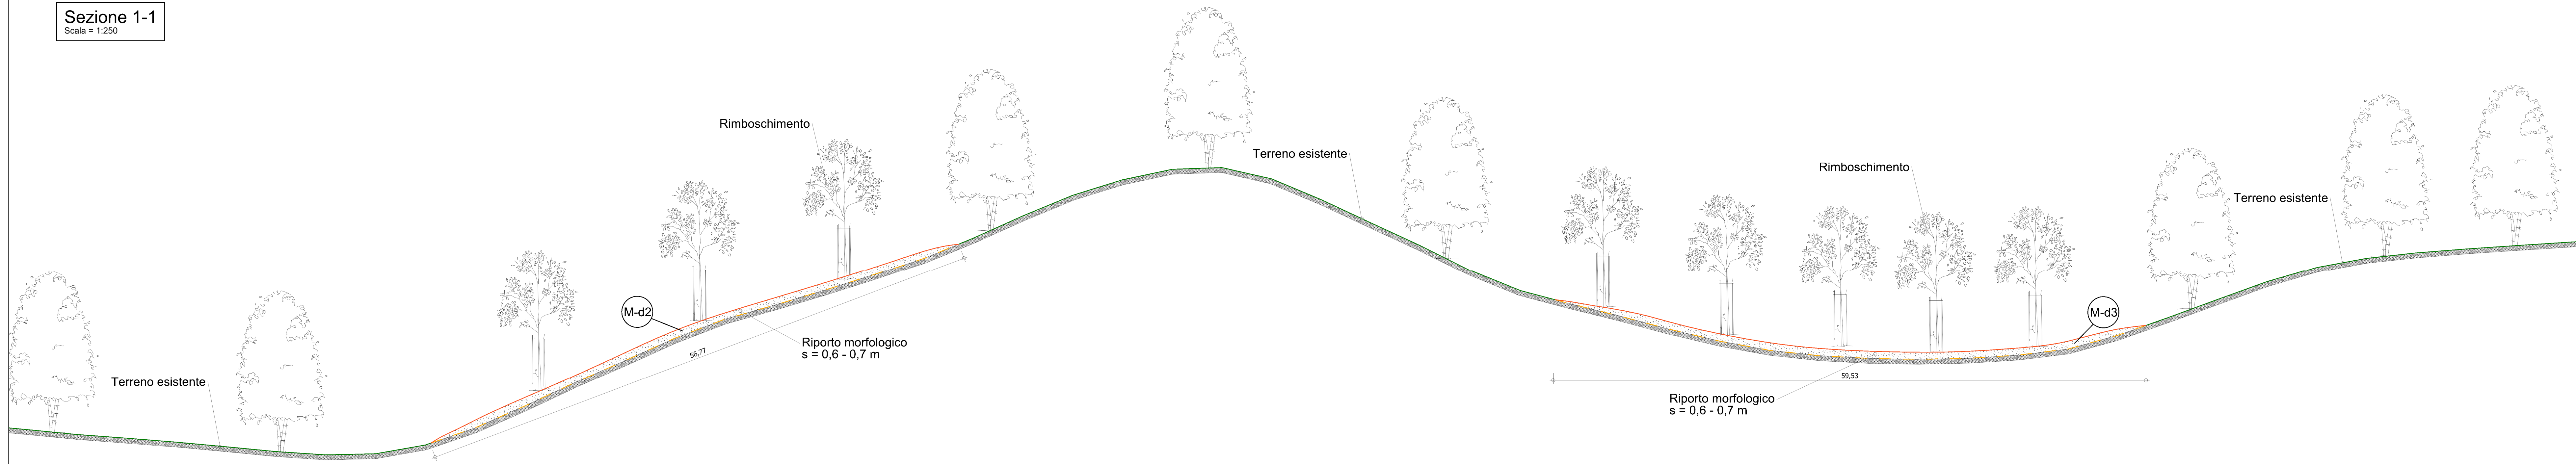 Sezione 1-1
Scala = 1:250
Rimboschimento
Terreno esistente
Rimboschimento
Terreno esistente
M-d2
M-d3
Riporto morfologico
s = 0,6 - 0,7 m
56,77
Terreno esistente
59,53
Riporto morfologico
s = 0,6 - 0,7 m